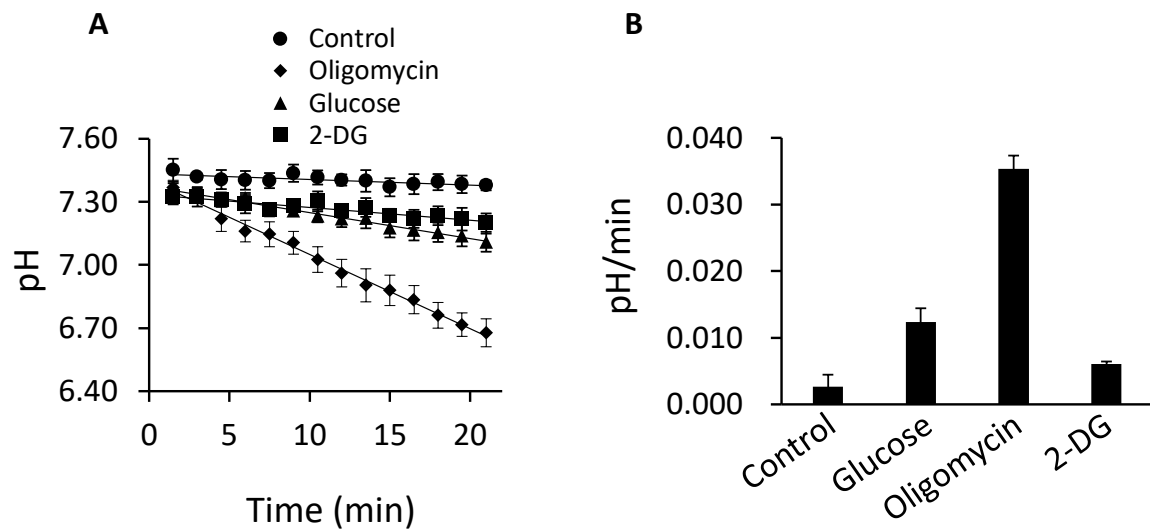 A
Control
Oligomycin
Glucose
2-DG
7.60
7.30
7.00
6.70
6.40
pH
0 5 10 15 20
Time (min)
B
0.040
0.030
0.020
0.010
0.000
pH/min
Control
Glucose
Oligomycin
2-DG